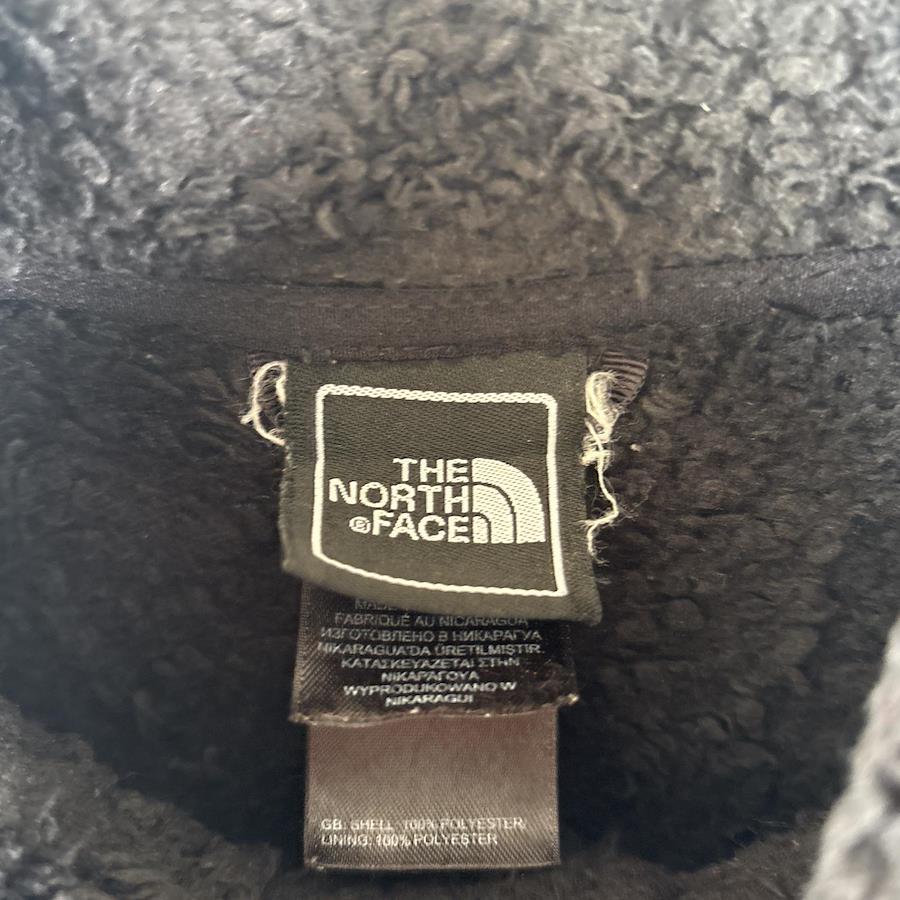 THE
NORTH
®FACE
MADE
FABRIQUÉ AU NICARAGUA
ИЗГОТОВЛЕНО В НИКАРАГУА
NIKARAGUA'DA ÜRETILMIŞTIR.
ΚΑΤΑΣΚΕΥΑΖΕΤΑΙ ΣΤΗΝ
ΝΙΚΑΡΑΓΟΥΑ
WYPRODUKOWANO W
NIKARAGUI
GB: SHELL: 100% POLYESTER,
LINING: 100% POLYESTER